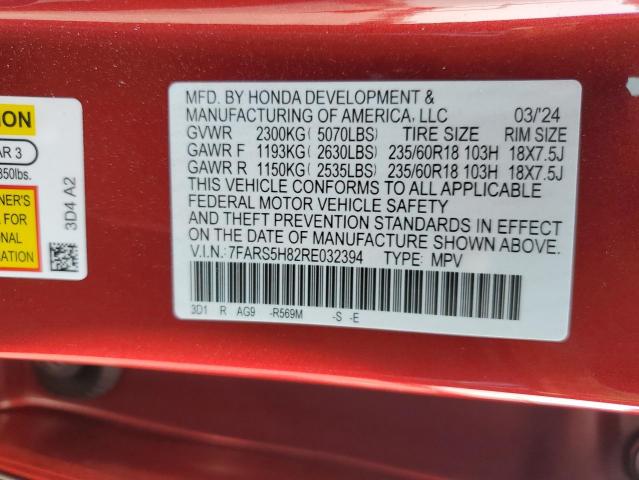 ION
AR 3
350lbs.
NER'S
A FOR
ONAL
ATION
3D4 A2
MFD. BY HONDA DEVELOPMENT &
MANUFACTURING OF AMERICA, LLC 03/'24
GVWR 2300KG( 5070LBS) TIRE SIZE RIM SIZE
GAWR F 1193KG( 2630LBS) 235/60R18 103H 18X7.5J
GAWR R 1150KG( 2535LBS) 235/60R18 103H 18X7.5J
THIS VEHICLE CONFORMS TO ALL APPLICABLE
FEDERAL MOTOR VEHICLE SAFETY
AND THEFT PREVENTION STANDARDS IN EFFECT
ON THE DATE OF MANUFACTURE SHOWN ABOVE.
V.I.N.: 7FARS5H82RE032394 TYPE: MPV
3D1 R AG9 -R569M -S -E